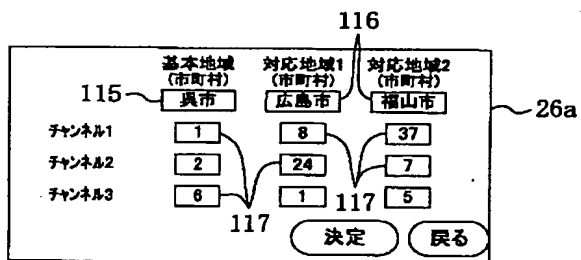 116
基本地域 対応地域1 対応地域2
(市町村) (市町村) (市町村)
115 呉市 広島市 福山市 26a
チャンネル1 1 8 37
チャンネル2 2 24 7
チャンネル3 6 1 5
117 117
決定 戻る